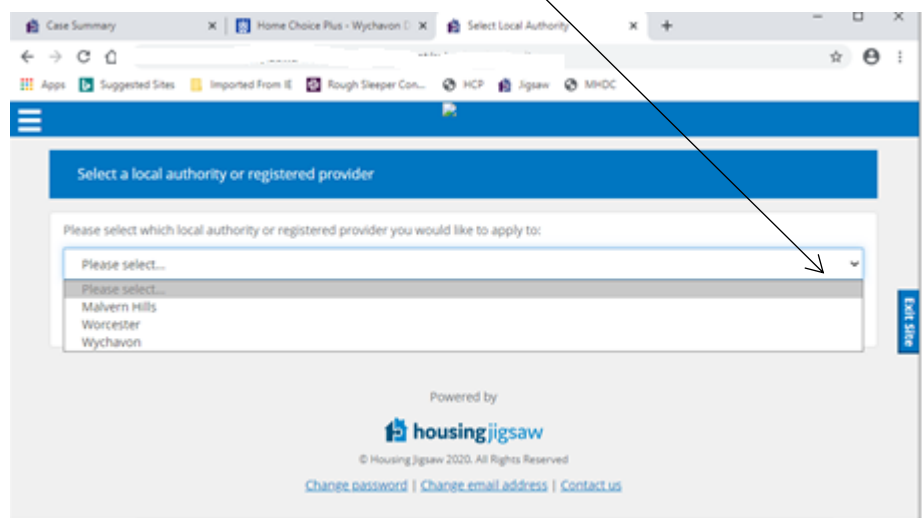 Case Summary
Home Choice Plus - Wychavon D
Select Local Authority
Apps Suggested Sites Imported From IE Rough Sleeper Con... HCP Jigsaw MHDC
Select a local authority or registered provider
Please select which local authority or registered provider you would like to apply to:
Please select...
Please select...
Malvern Hills
Worcester
Wychavon
Exit Site
Powered by
housingjigsaw
© Housing Jigsaw 2020. All Rights Reserved
Change password | Change email address | Contact us